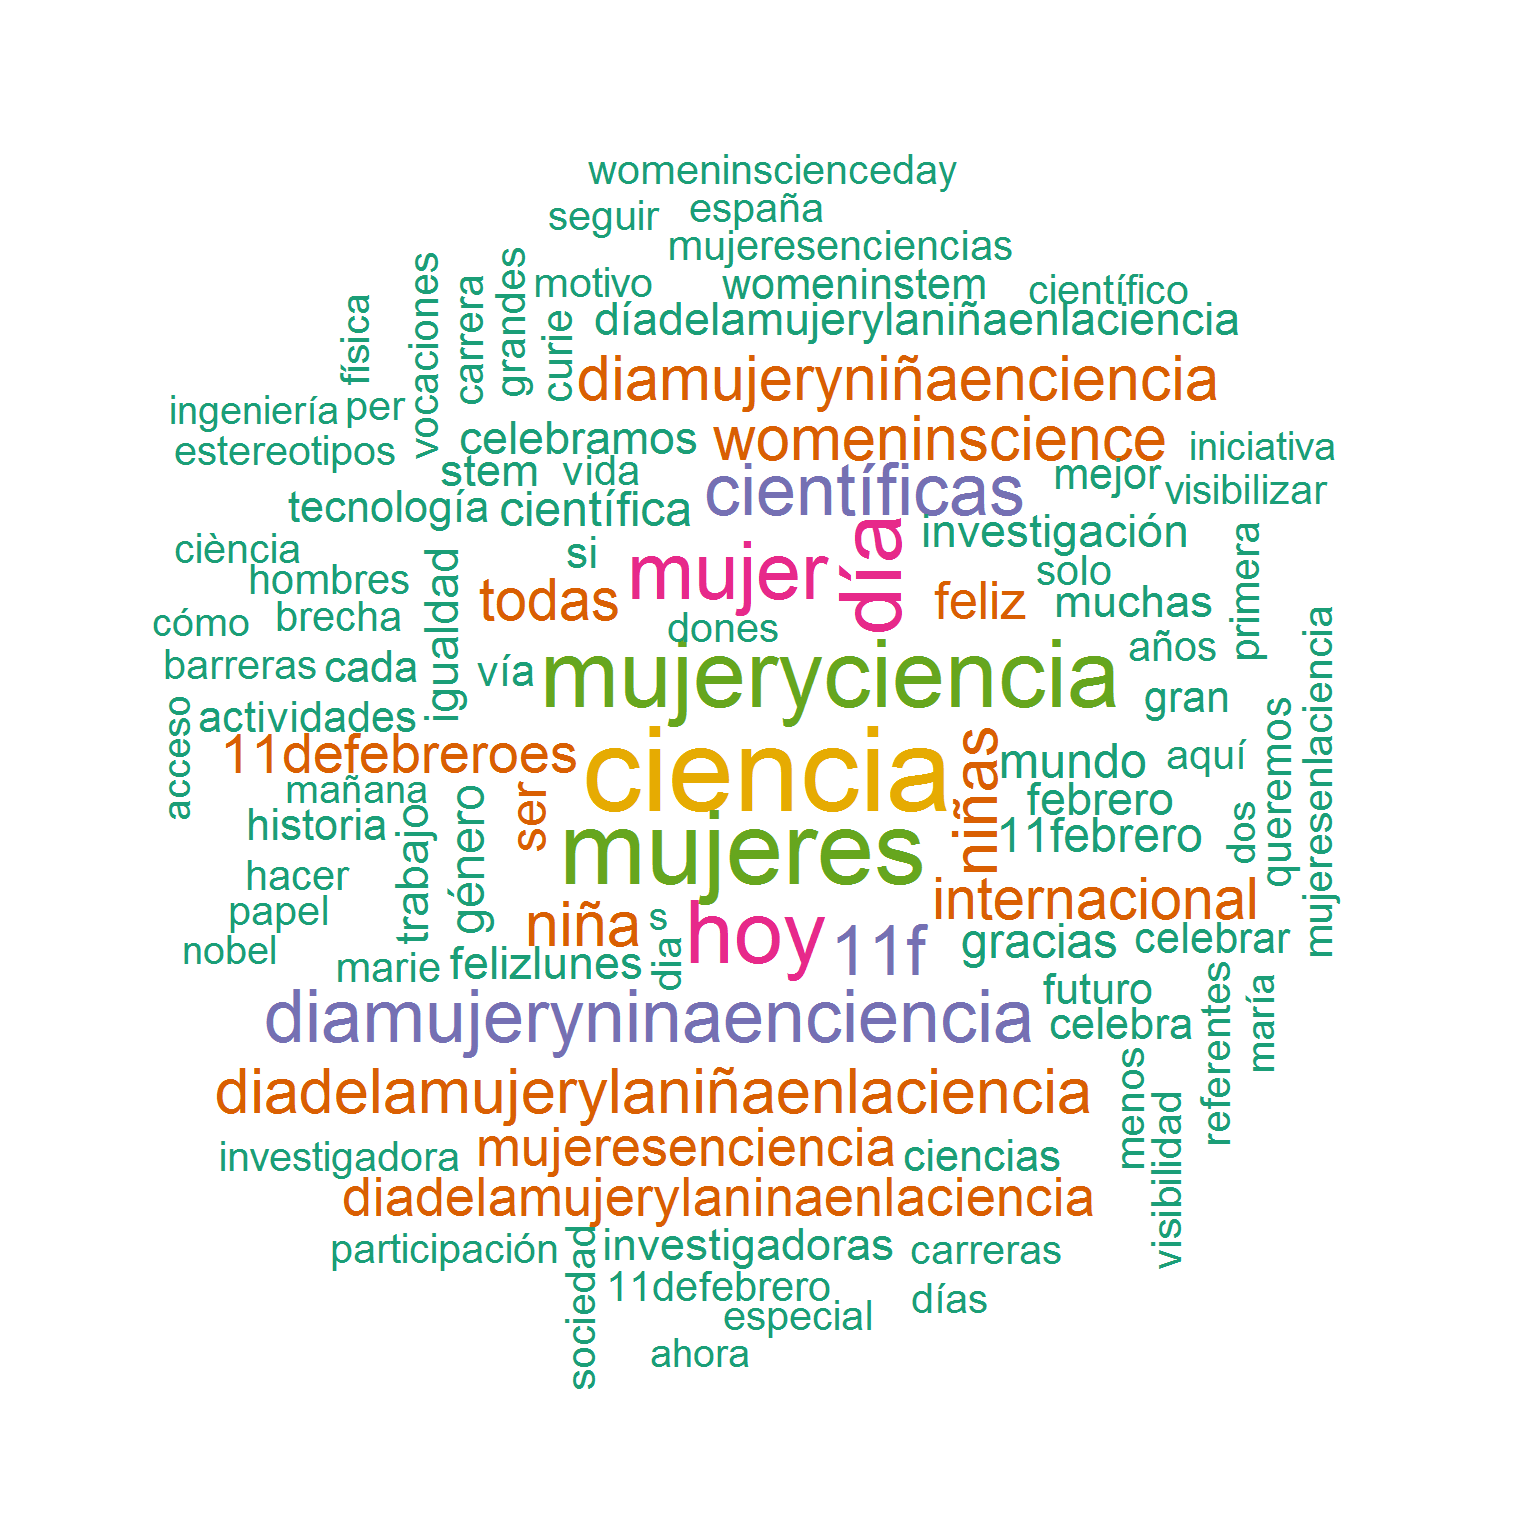 womeninscienceday
seguir
españa
mujeresenciencias
motivo
womeninstem
científico
díadelamujerylaniñaenlaciencia
física
vocaciones
carrera
grandes
curie
diamujeryniñaenciencia
ingeniería
per
estereotipos
celebramos
womeninscience
iniciativa
stem
vida
científicas
mejor
visibilizar
tecnología
científica
investigación
ciència
hombres
igualdad
si
mujer
día
solo
primera
cómo
brecha
todas
feliz
muchas
dones
barreras
cada
vía
mujeryciencia
años
mujeresenlaciencia
acceso
actividades
gran
11defebreroes
ciencia
niñas
mundo
aquí
queremos
mañana
ser
febrero
historia
trabajo
género
mujeres
11febrero
dos
hacer
papel
niña
s
internacional
nobel
marie
felizlunes
dia
hoy
11f
gracias
celebrar
diamujeryninaenciencia
futuro
celebra
referentes
maría
diadelamujerylaniñaenlaciencia
menos
visibilidad
investigadora
mujeresenciencia
ciencias
diadelamujerylaninaenlaciencia
participación
sociedad
investigadoras
carreras
11defebrero
especial
días
ahora